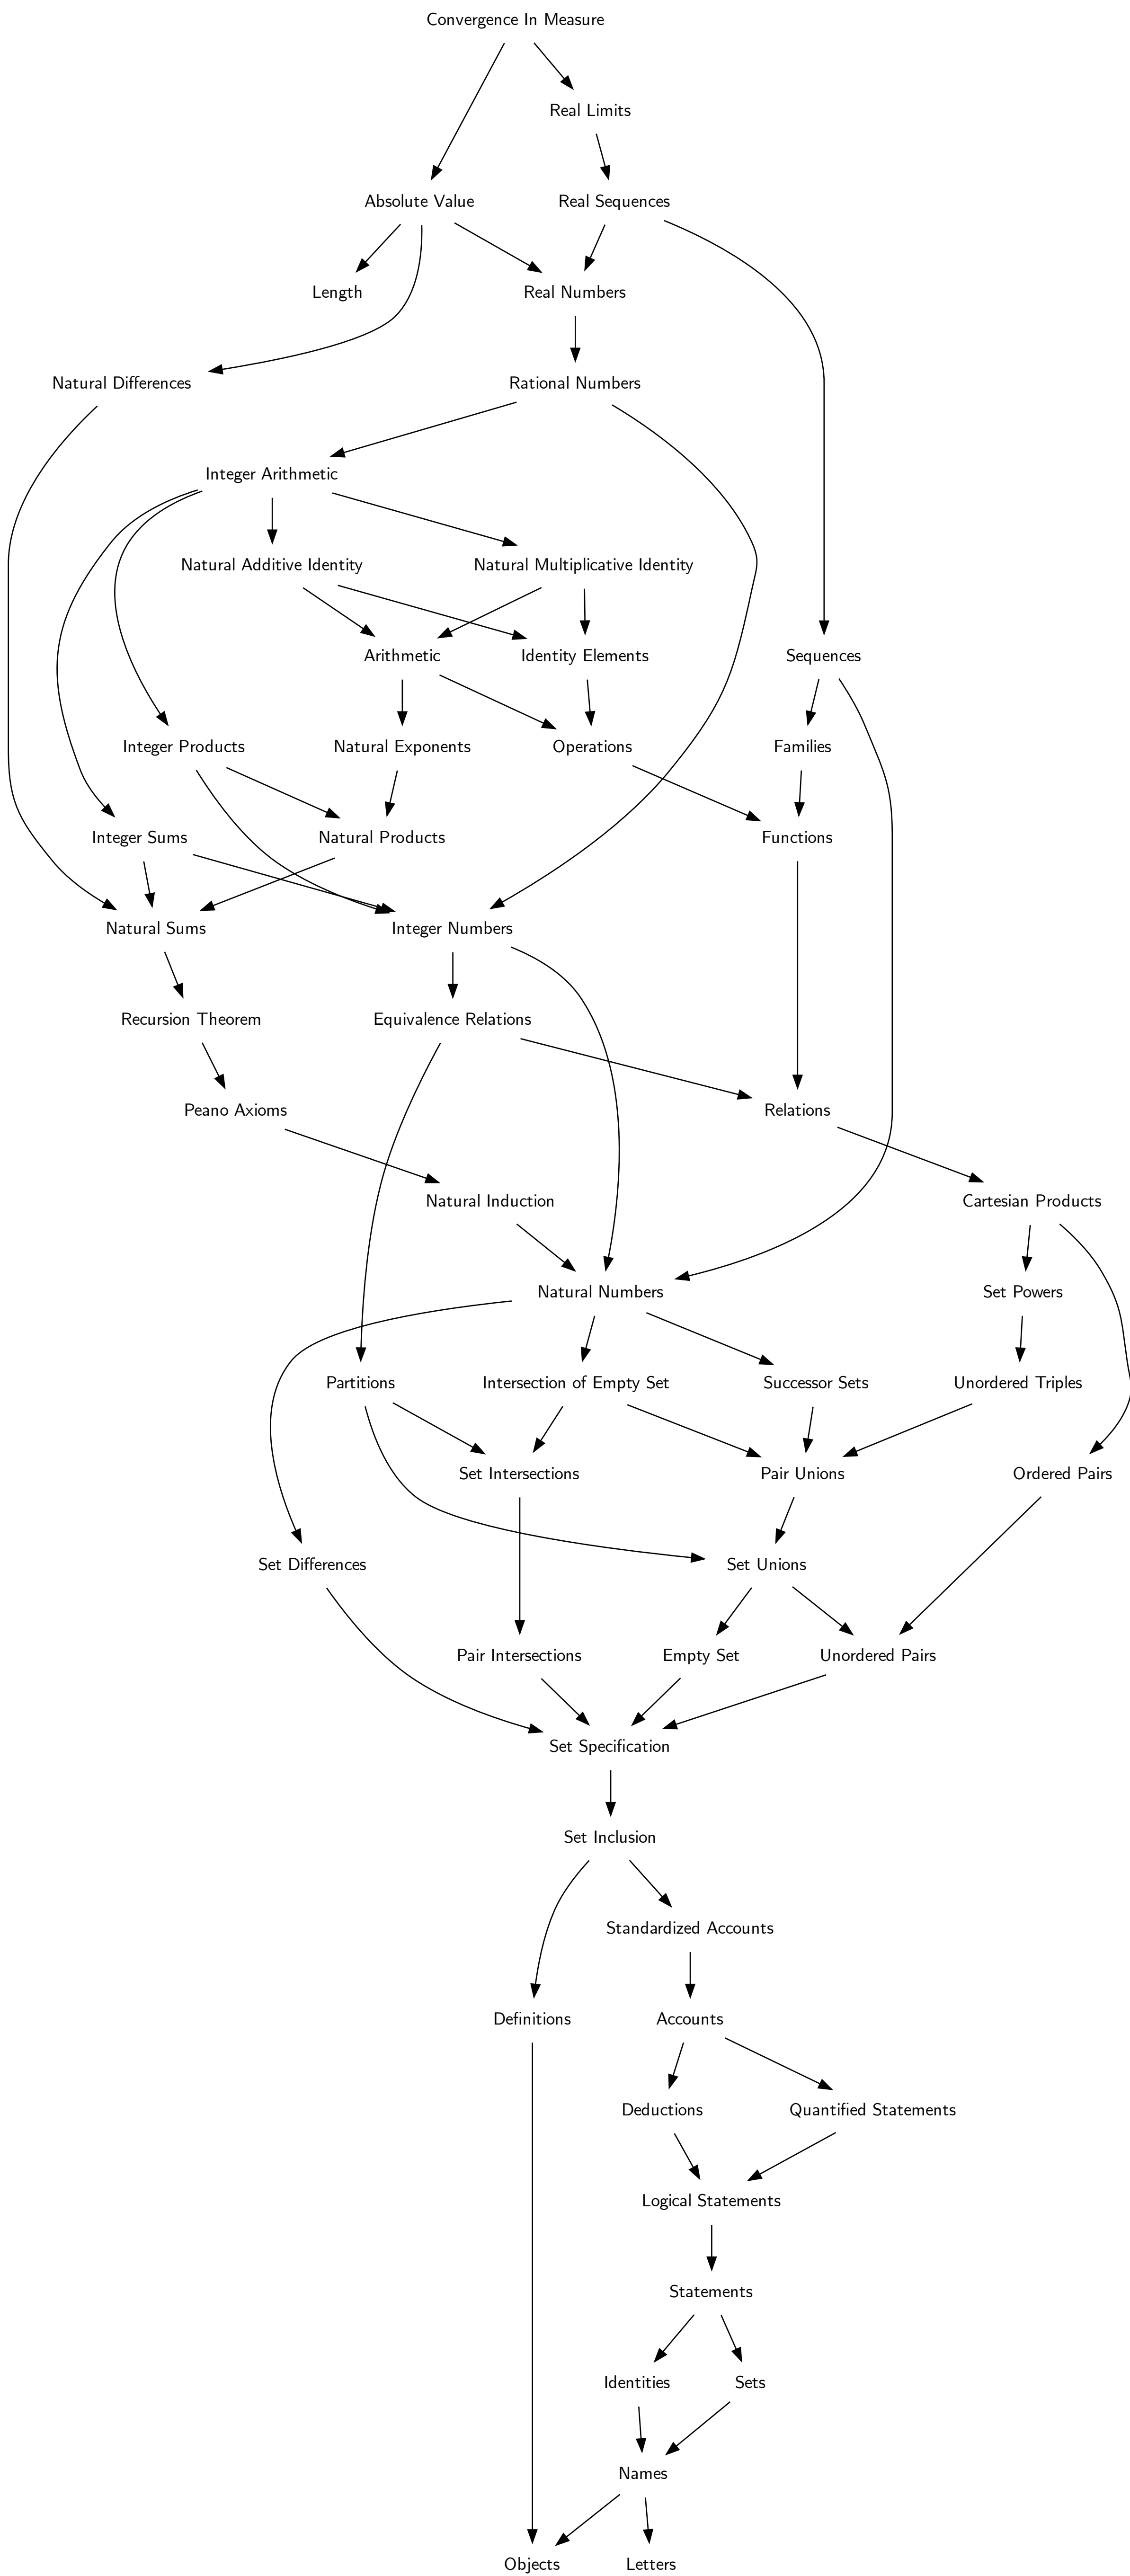 Convergence In Measure
Real Limits
Absolute Value
Real Sequences
Length
Real Numbers
Natural Differences
Rational Numbers
Integer Arithmetic
Natural Additive Identity
Natural Multiplicative Identity
Arithmetic
Identity Elements
Sequences
Integer Products
Natural Exponents
Operations
Families
Integer Sums
Natural Products
Functions
Natural Sums
Integer Numbers
Recursion Theorem
Equivalence Relations
Peano Axioms
Relations
Natural Induction
Cartesian Products
Natural Numbers
Set Powers
Partitions
Intersection of Empty Set
Successor Sets
Unordered Triples
Set Intersections
Pair Unions
Ordered Pairs
Set Differences
Set Unions
Pair Intersections
Empty Set
Unordered Pairs
Set Specification
Set Inclusion
Standardized Accounts
Definitions
Accounts
Deductions
Quantified Statements
Logical Statements
Statements
Identities
Sets
Names
Objects
Letters